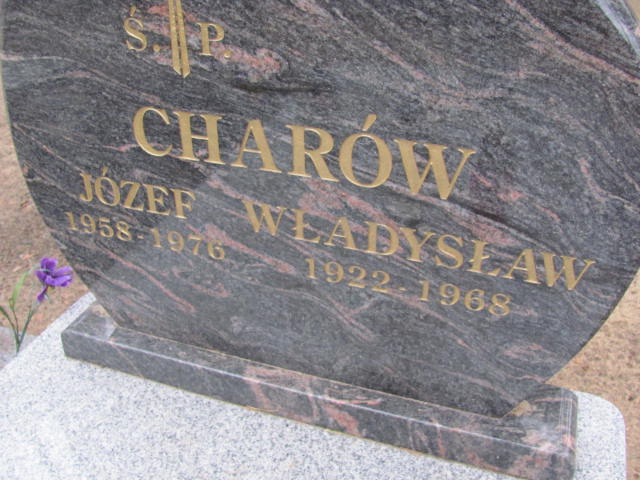 Ś. P.
CHARÓW
JÓZEF WŁADYSŁAW
1958-1976 1922-1968